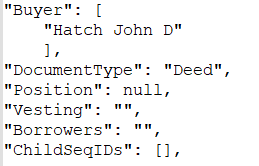 "Buyer": [
"Hatch John D"
],
"DocumentType": "Deed",
"Position": null,
"Vesting": "",
"Borrowers": "",
"ChildSeqIDs": [],